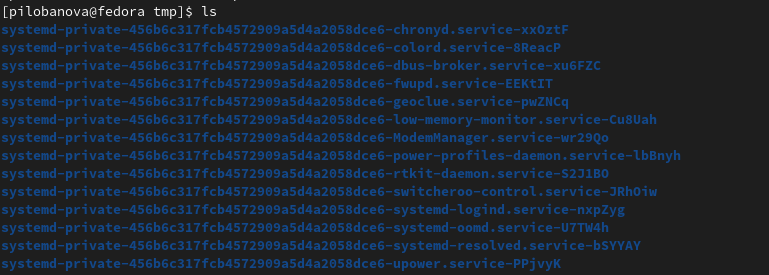 [pilobanova@fedora tmp]$ ls
systemd-private-456b6c317fcb4572909a5d4a2058dce6-chronyd.service-xxOztF
systemd-private-456b6c317fcb4572909a5d4a2058dce6-colord.service-8ReacP
systemd-private-456b6c317fcb4572909a5d4a2058dce6-dbus-broker.service-xu6FZC
systemd-private-456b6c317fcb4572909a5d4a2058dce6-fwupd.service-EEKtIT
systemd-private-456b6c317fcb4572909a5d4a2058dce6-geoclue.service-pwZNCq
systemd-private-456b6c317fcb4572909a5d4a2058dce6-low-memory-monitor.service-Cu8Uah
systemd-private-456b6c317fcb4572909a5d4a2058dce6-ModemManager.service-wr29Qo
systemd-private-456b6c317fcb4572909a5d4a2058dce6-power-profiles-daemon.service-lbBnyh
systemd-private-456b6c317fcb4572909a5d4a2058dce6-rtkit-daemon.service-S2J1BO
systemd-private-456b6c317fcb4572909a5d4a2058dce6-switcheroo-control.service-JRhOiw
systemd-private-456b6c317fcb4572909a5d4a2058dce6-systemd-logind.service-nxpZyg
systemd-private-456b6c317fcb4572909a5d4a2058dce6-systemd-oomd.service-U7TW4h
systemd-private-456b6c317fcb4572909a5d4a2058dce6-systemd-resolved.service-bSYYAY
systemd-private-456b6c317fcb4572909a5d4a2058dce6-upower.service-PPjvyK